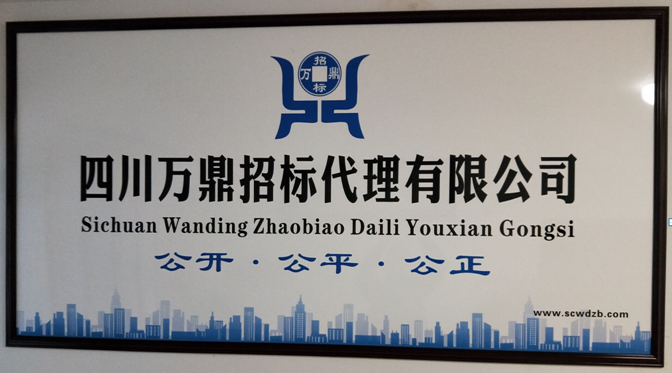 招
万 鼎
标
四川万鼎招标代理有限公司
Sichuan Wanding Zhaobiao Daili Youxian Gongsi
公开·公平·公正
www.scwdzb.com